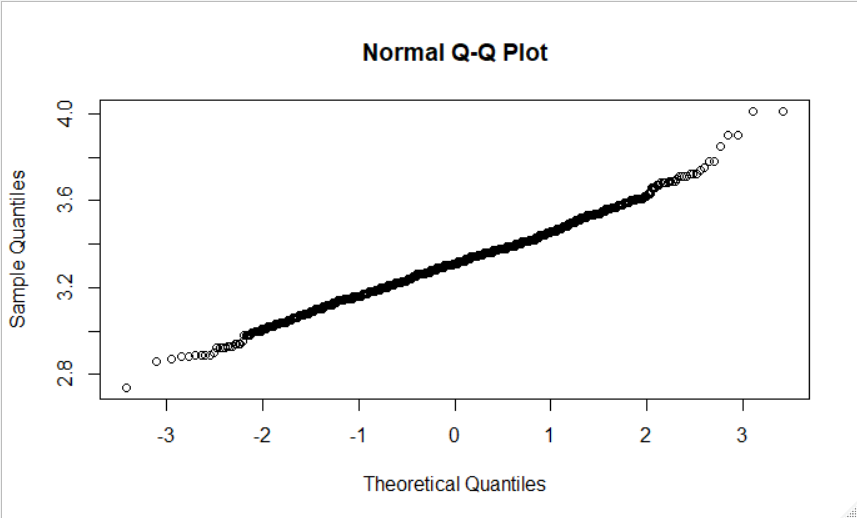 Normal Q-Q Plot
Sample Quantiles
4.0
3.6
3.2
2.8
-3 -2 -1 0 1 2 3
Theoretical Quantiles